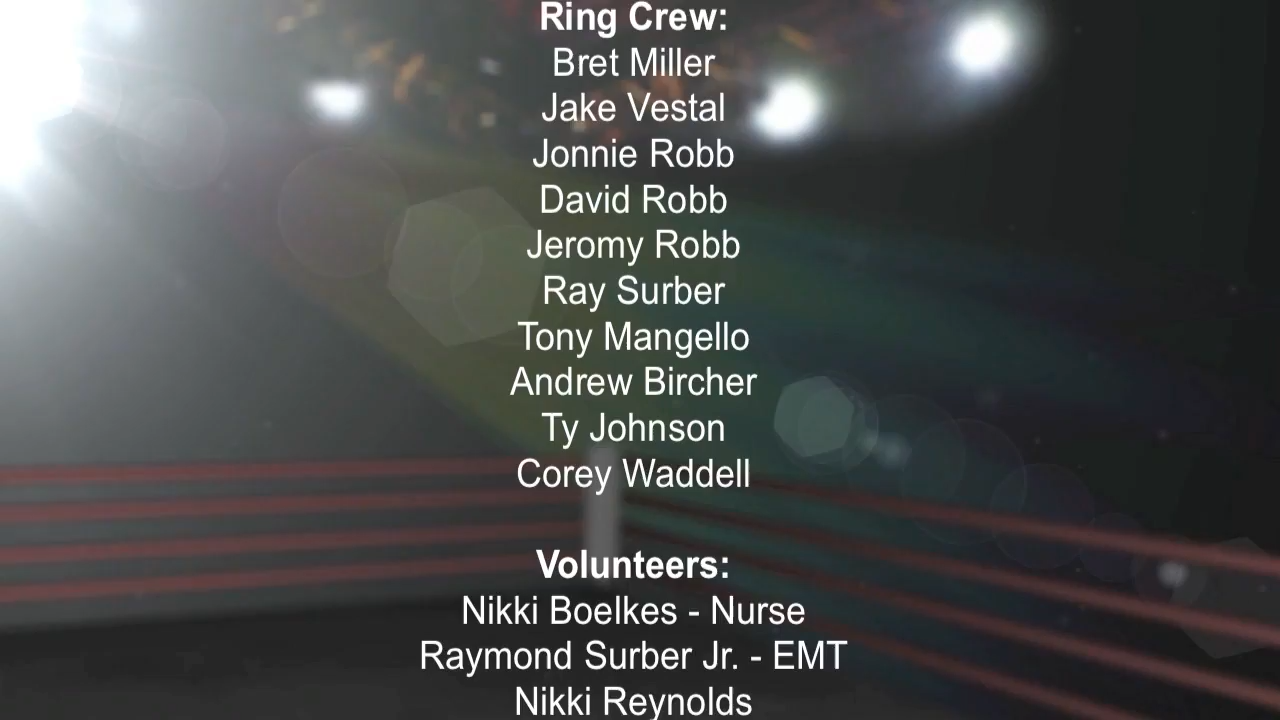 Ring Crew:
Bret Miller
Jake Vestal
Jonnie Robb
David Robb
Jeromy Robb
Ray Surber
Tony Mangello
Andrew Bircher
Ty Johnson
Corey Waddell
Volunteers:
Nikki Boelkes - Nurse
Raymond Surber Jr. - EMT
Nikki Reynolds